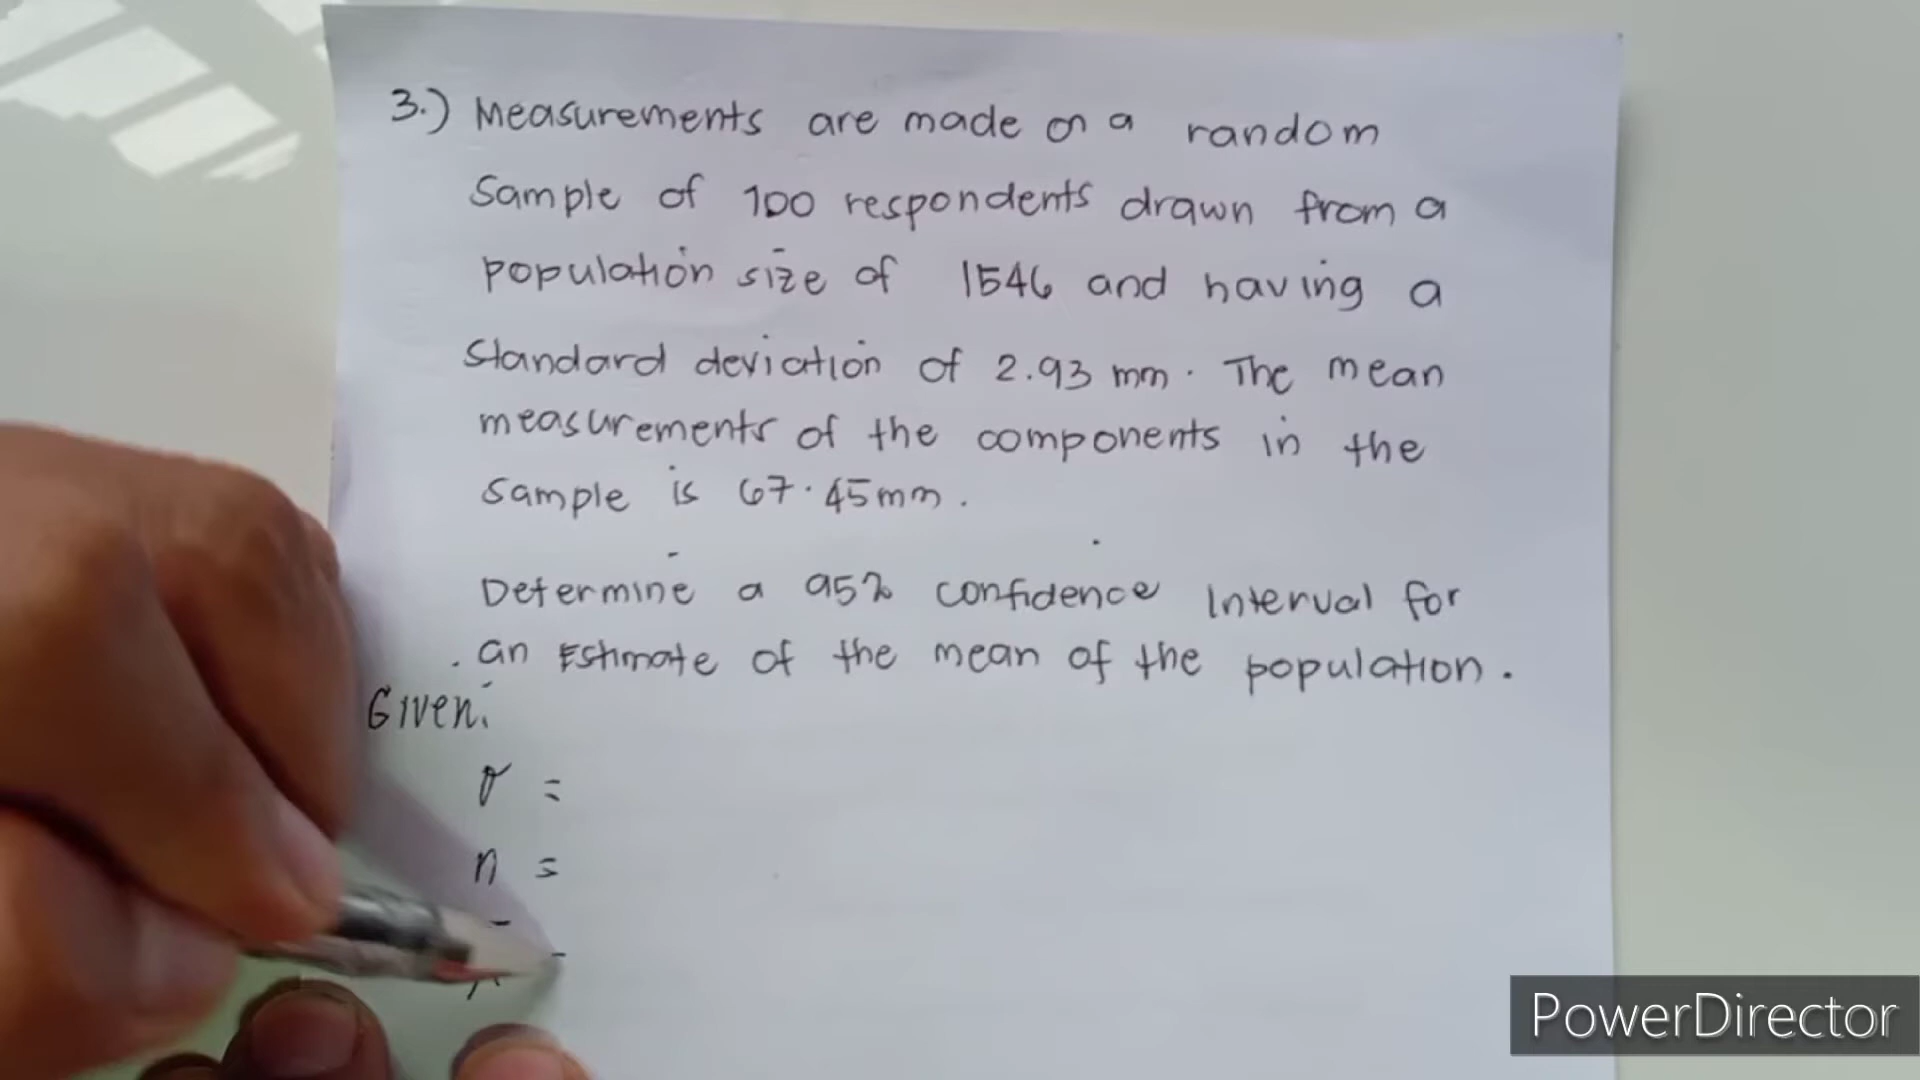 3.) Measurements are made on a random
Sample of 100 respondents drawn from a
population size of 1546 and having a
Standard deviation of 2.93 mm. The mean
measurements of the components in the
sample is 67.45mm.
Determine a 95% confidence Interval for
an Estimate of the mean of the population.
Given:
σ =
n =
PowerDirector